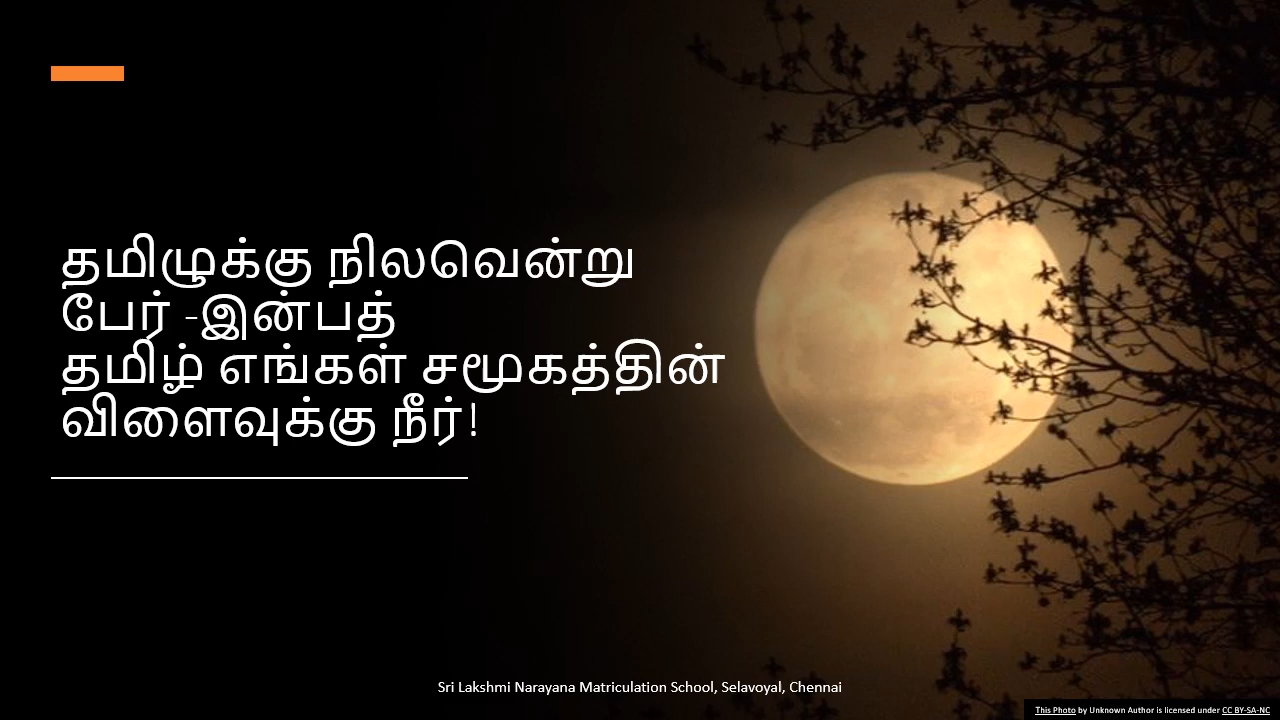 தமிழுக்கு நிலவென்று
பேர் -இன்பத்
தமிழ் எங்கள் சமூகத்தின்
விளைவுக்கு நீர்!
Sri Lakshmi Narayana Matriculation School, Selavoyal, Chennai
This Photo by Unknown Author is licensed under CC BY-SA-NC